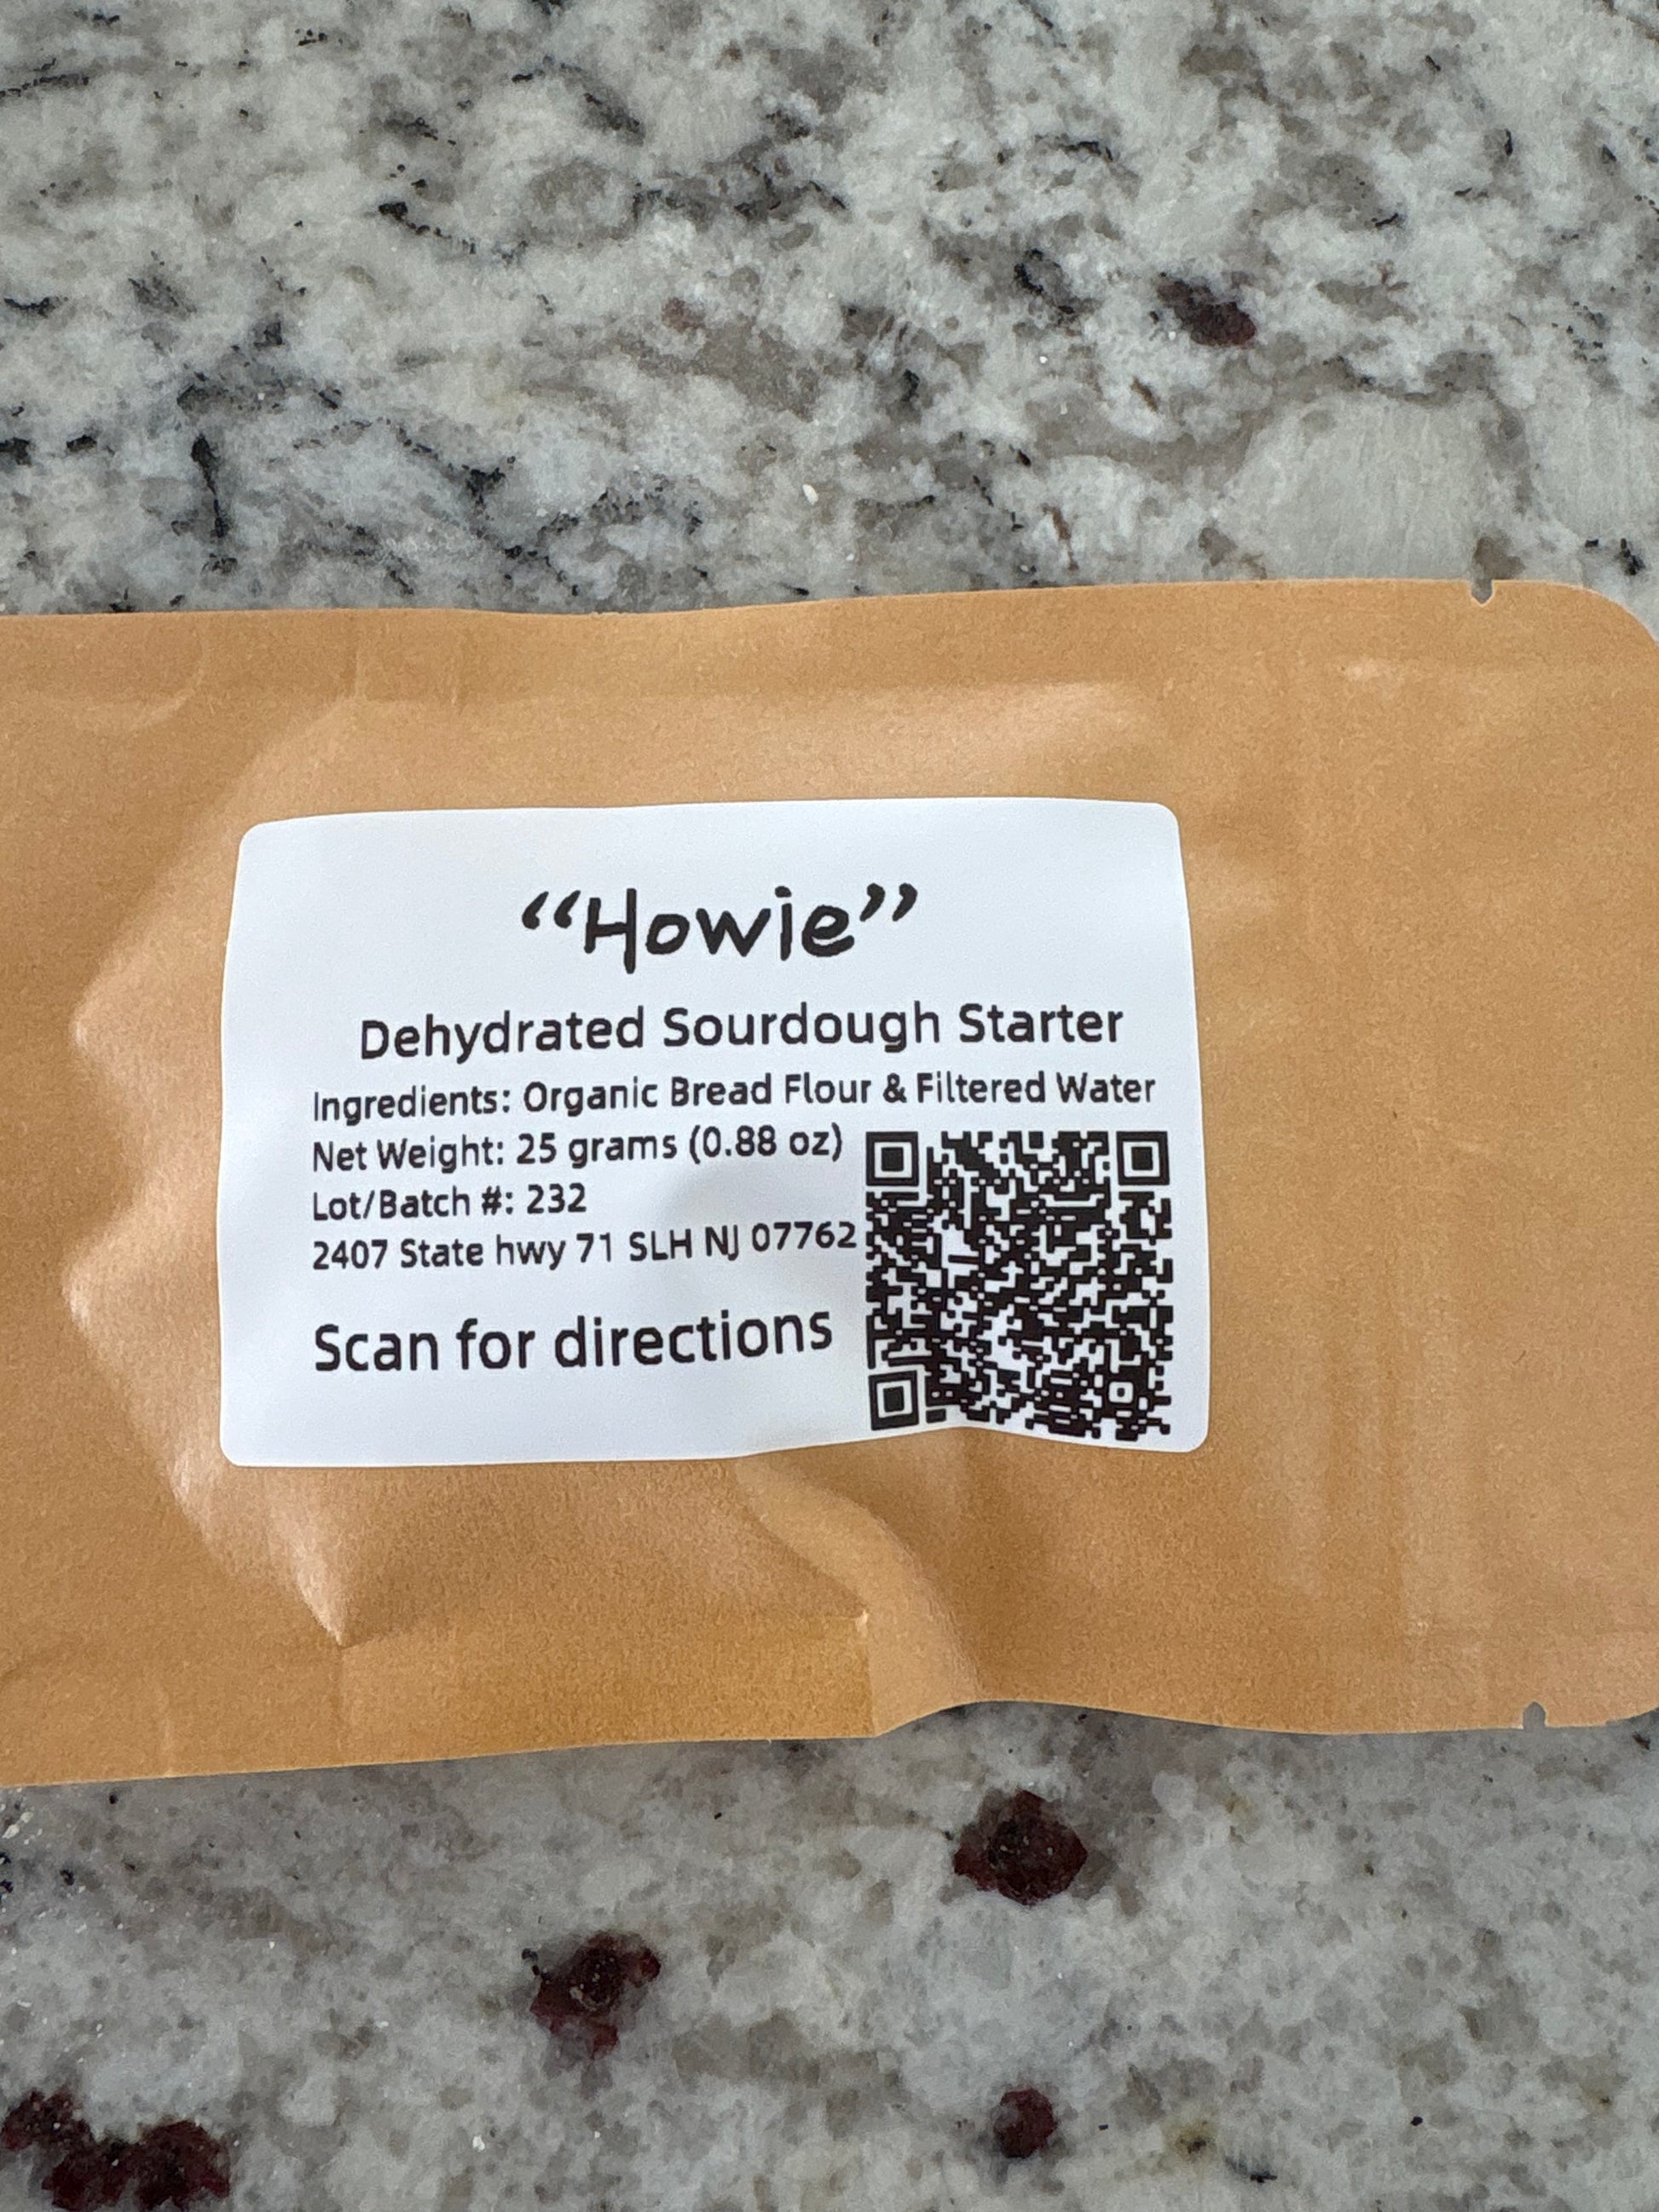 “Howie”
Dehydrated Sourdough Starter
Ingredients: Organic Bread Flour & Filtered Water
Net Weight: 25 grams (0.88 oz)
Lot/Batch #: 232
2407 State hwy 71 SLH NJ 07762
Scan for directions